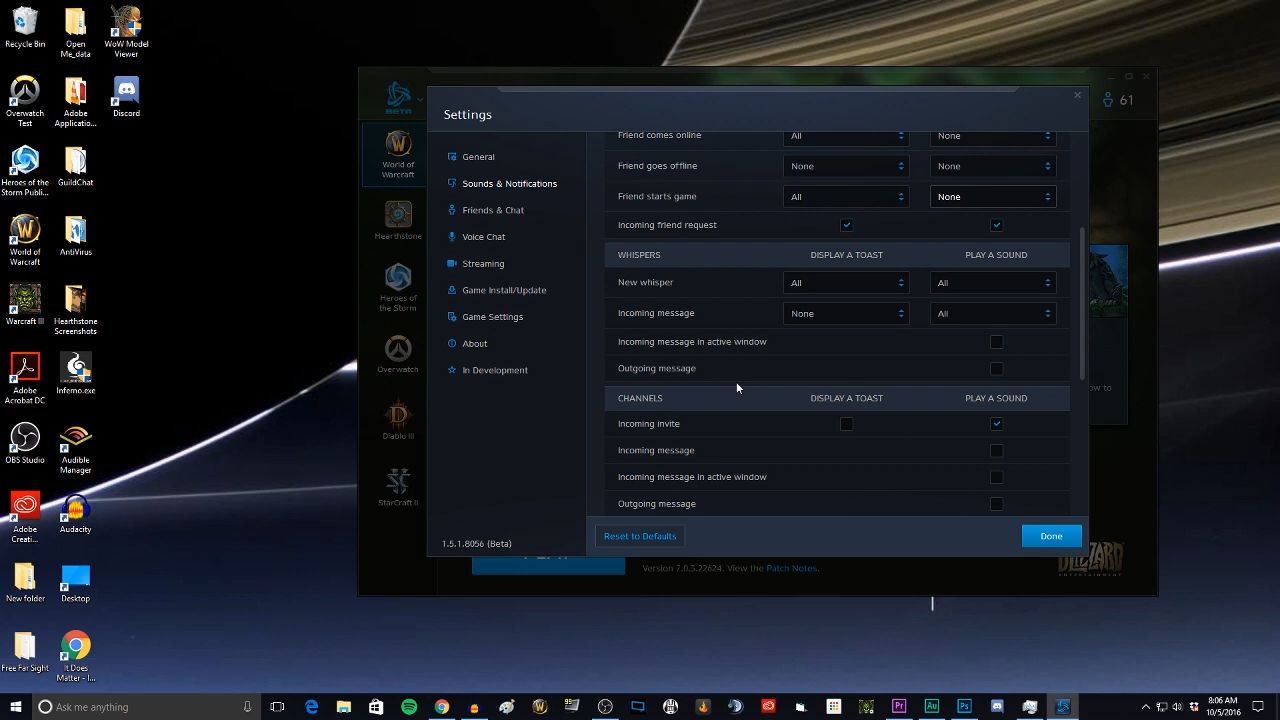 Recycle Bin
Open
Me_data
WoW Model
Viewer
Overwatch
Test
Adobe
Applicatio...
Discord
Heroes of the
Storm Publi...
GuildChat
World of
Warcraft
AntiVirus
Warcraft III
Hearthstone
Screenshots
Adobe
Acrobat DC
Inferno.exe
OBS Studio
Audible
Manager
Adobe
Creati...
Audacity
New folder
Desktop
Free Far Sight
It Does
Matter - I...
BETA
61
World of
Warcraft
Hearthstone
Heroes of
the Storm
Overwatch
Diablo III
StarCraft II
Settings
General
Sounds & Notifications
Friends & Chat
Voice Chat
Streaming
Game Install/Update
Game Settings
About
In Development
1.5.1.8056 (Beta)
Friend comes online All None
Friend goes offline None None
Friend starts game All None
Incoming friend request
WHISPERS DISPLAY A TOAST PLAY A SOUND
New whisper All All
Incoming message None All
Incoming message in active window
Outgoing message
CHANNELS DISPLAY A TOAST PLAY A SOUND
Incoming invite
Incoming message
Incoming message in active window
Outgoing message
Reset to Defaults Done
ow to
Version 7.0.3.22624. View the Patch Notes.
BLIZZARD
ENTERTAINMENT
Ask me anything
8:06 AM
10/5/2016